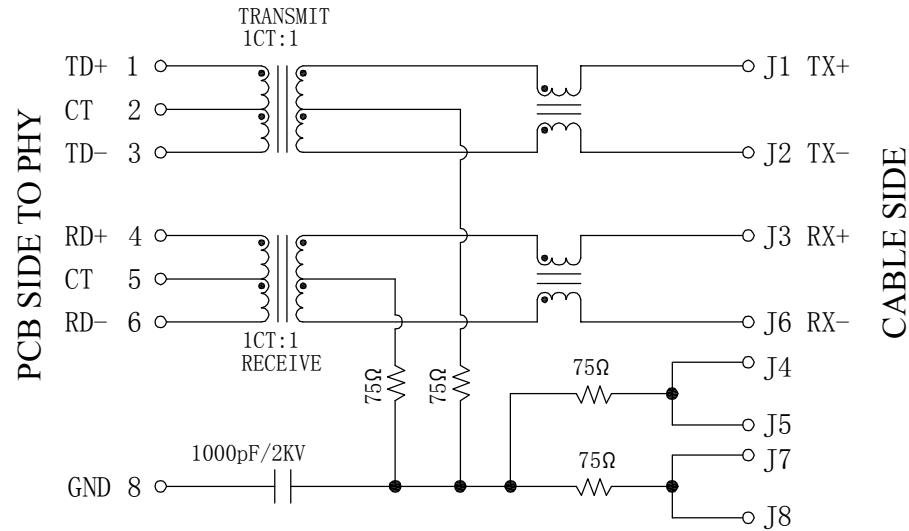 TRANSMIT
1CT:1
TD+ 1
J1 TX+
CT 2
TD- 3
J2 TX-
RD+ 4
J3 RX+
CT 5
RD- 6
J6 RX-
1CT:1
RECEIVE
PCB SIDE TO PHY
CABLE SIDE
75Ω
75Ω
75Ω
J4
J5
1000pF/2KV
75Ω
J7
GND 8
J8